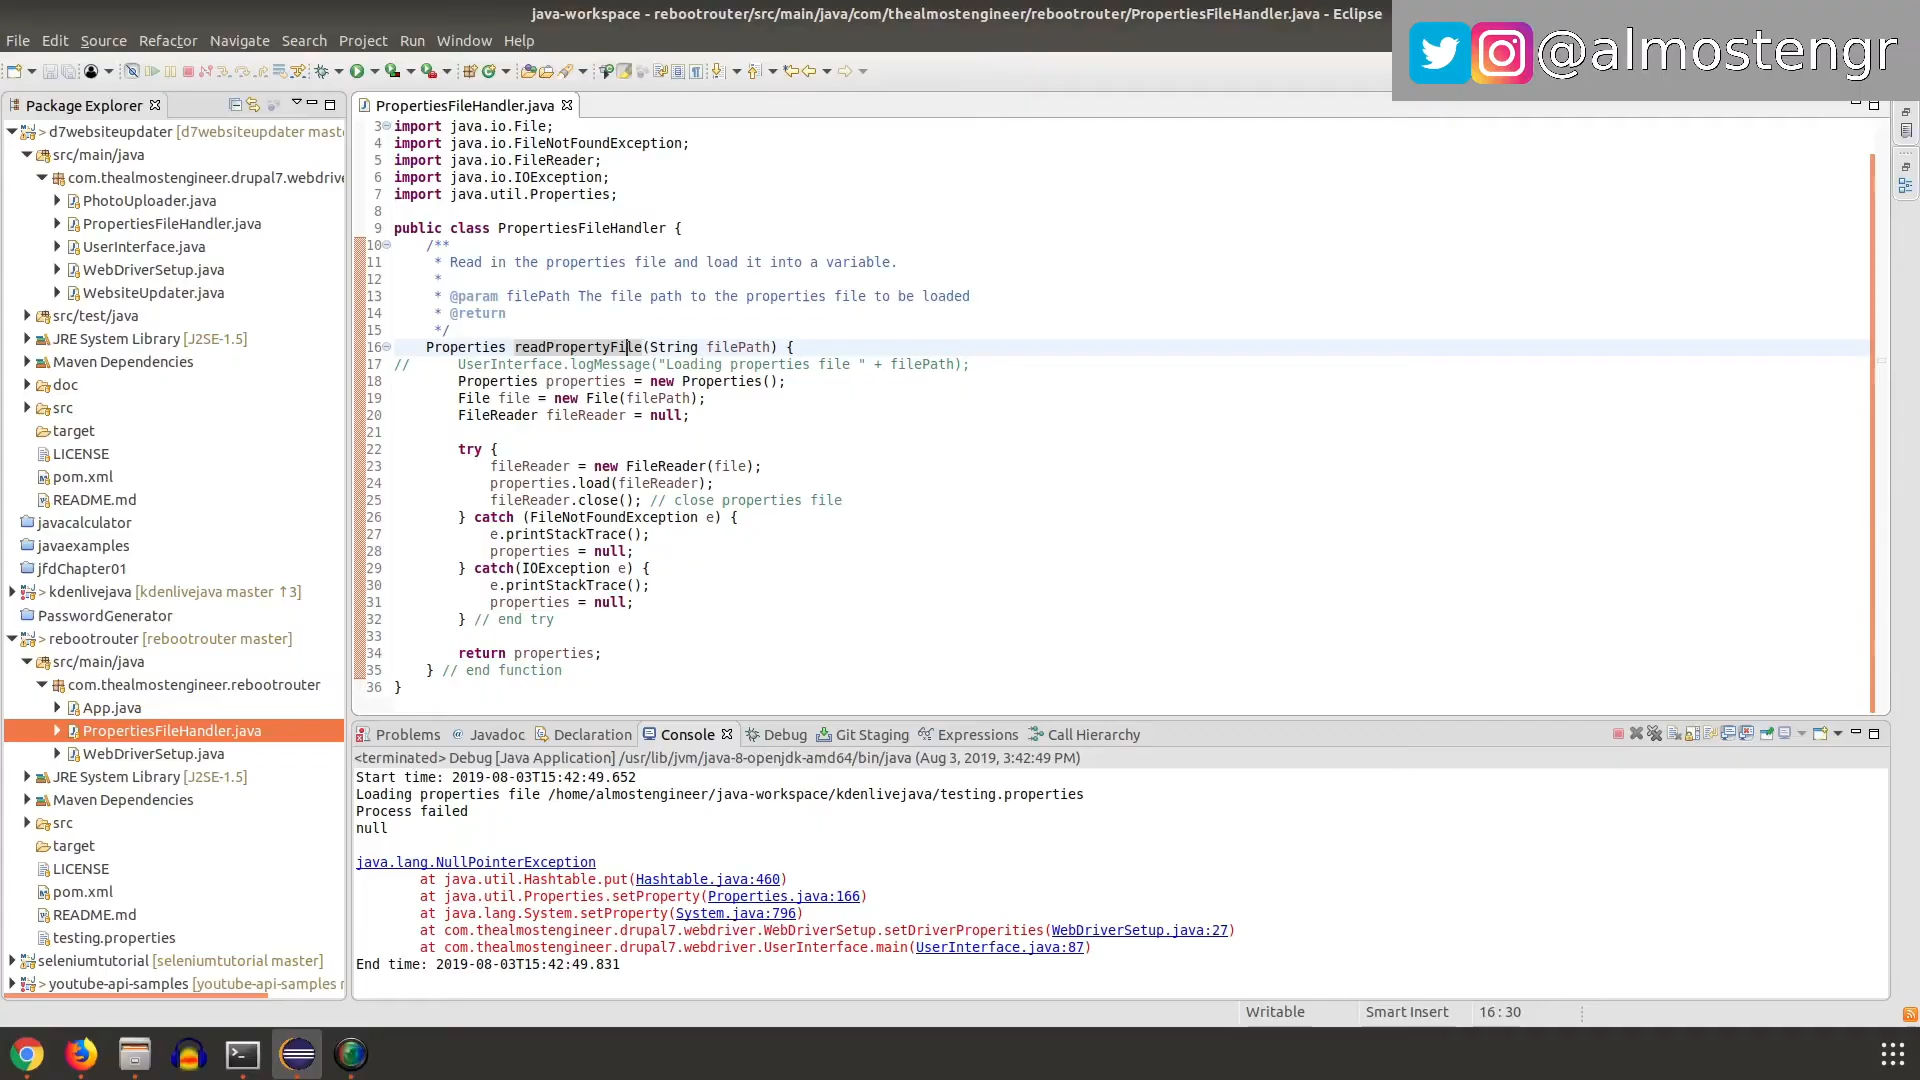 java-workspace - rebootrouter/src/main/java/com/thealmostengineer/rebootrouter/PropertiesFileHandler.java - Eclipse
@almostengr
File Edit Source Refactor Navigate Search Project Run Window Help
Package Explorer
> d7websiteupdater [d7websiteupdater mast
src/main/java
com.thealmostengineer.drupal7.webdrive
PhotoUploader.java
PropertiesFileHandler.java
UserInterface.java
WebDriverSetup.java
WebsiteUpdater.java
src/test/java
JRE System Library [J2SE-1.5]
Maven Dependencies
doc
src
target
LICENSE
pom.xml
README.md
javacalculator
javaexamples
jfdChapter01
> kdenlivejava [kdenlivejava master ↑3]
PasswordGenerator
> rebootrouter [rebootrouter master]
src/main/java
com.thealmostengineer.rebootrouter
App.java
PropertiesFileHandler.java
WebDriverSetup.java
JRE System Library [J2SE-1.5]
Maven Dependencies
src
target
LICENSE
pom.xml
README.md
testing.properties
seleniumtutorial [seleniumtutorial master]
> youtube-api-samples [youtube-api-samples
PropertiesFileHandler.java
3 import java.io.File;
4 import java.io.FileNotFoundException;
5 import java.io.FileReader;
6 import java.io.IOException;
7 import java.util.Properties;
8
9 public class PropertiesFileHandler {
10 /**
11 * Read in the properties file and load it into a variable.
12 *
13 * @param filePath The file path to the properties file to be loaded
14 * @return
15 */
16 Properties readPropertyFile(String filePath) {
17 // UserInterface.logMessage("Loading properties file " + filePath);
18 Properties properties = new Properties();
19 File file = new File(filePath);
20 FileReader fileReader = null;
21
22 try {
23 fileReader = new FileReader(file);
24 properties.load(fileReader);
25 fileReader.close(); // close properties file
26 } catch (FileNotFoundException e) {
27 e.printStackTrace();
28 properties = null;
29 } catch(IOException e) {
30 e.printStackTrace();
31 properties = null;
32 } // end try
33
34 return properties;
35 } // end function
36 }
Problems @ Javadoc Declaration Console Debug Git Staging Expressions Call Hierarchy
<terminated> Debug [Java Application] /usr/lib/jvm/java-8-openjdk-amd64/bin/java (Aug 3, 2019, 3:42:49 PM)
Start time: 2019-08-03T15:42:49.652
Loading properties file /home/almostengineer/java-workspace/kdenlivejava/testing.properties
Process failed
null
java.lang.NullPointerException
at java.util.Hashtable.put(Hashtable.java:460)
at java.util.Properties.setProperty(Properties.java:166)
at java.lang.System.setProperty(System.java:796)
at com.thealmostengineer.drupal7.webdriver.WebDriverSetup.setDriverProperities(WebDriverSetup.java:27)
at com.thealmostengineer.drupal7.webdriver.UserInterface.main(UserInterface.java:87)
End time: 2019-08-03T15:42:49.831
Writable Smart Insert 16 : 30